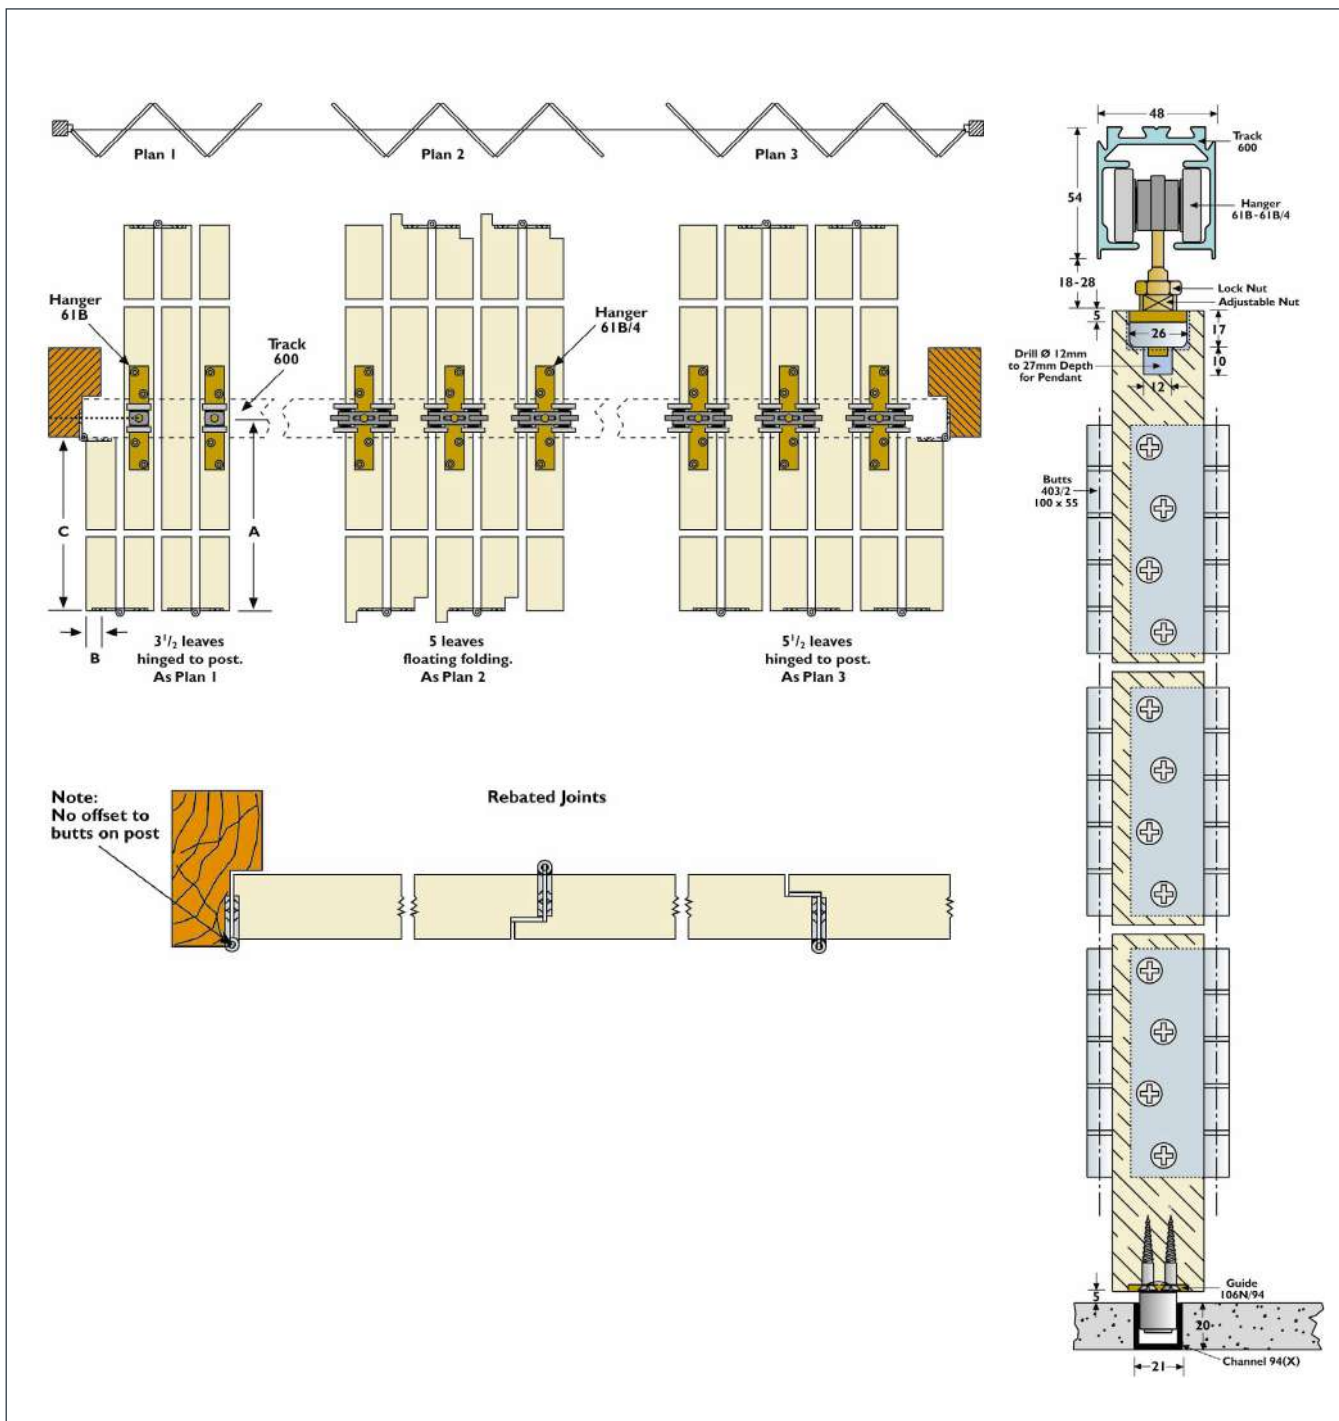 Plan 1
Plan 2
Plan 3
Hanger
61B
Track
600
Hanger
61B/4
C
A
B
3 1/2 leaves
hinged to post.
As Plan 1
5 leaves
floating folding.
As Plan 2
5 1/2 leaves
hinged to post.
As Plan 3
Note:
No offset to
butts on post
Rebated Joints
48
Track
600
54
Hanger
61B-61B/4
18-28
Lock Nut
Adjustable Nut
5
26
17
10
Drill Ø 12mm
to 27mm Depth
for Pendant
12
Butts
403/2
100 x 55
Guide
106N/94
5
20
Channel 94(X)
21